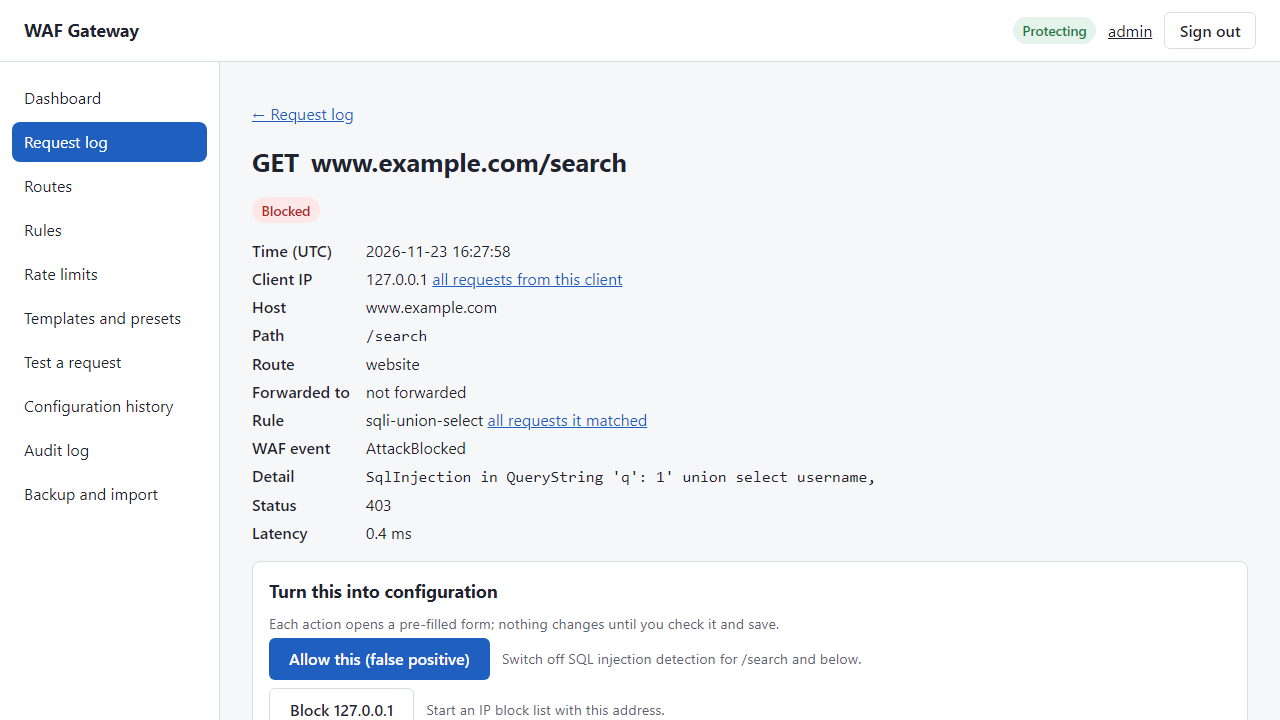 WAF Gateway
Protecting admin Sign out
Dashboard
Request log
Routes
Rules
Rate limits
Templates and presets
Test a request
Configuration history
Audit log
Backup and import
← Request log
GET www.example.com/search
Blocked
Time (UTC) 2026-11-23 16:27:58
Client IP 127.0.0.1 all requests from this client
Host www.example.com
Path /search
Route website
Forwarded to not forwarded
Rule sqli-union-select all requests it matched
WAF event AttackBlocked
Detail SqlInjection in QueryString 'q': 1' union select username,
Status 403
Latency 0.4 ms
Turn this into configuration
Each action opens a pre-filled form; nothing changes until you check it and save.
Allow this (false positive) Switch off SQL injection detection for /search and below.
Block 127.0.0.1 Start an IP block list with this address.